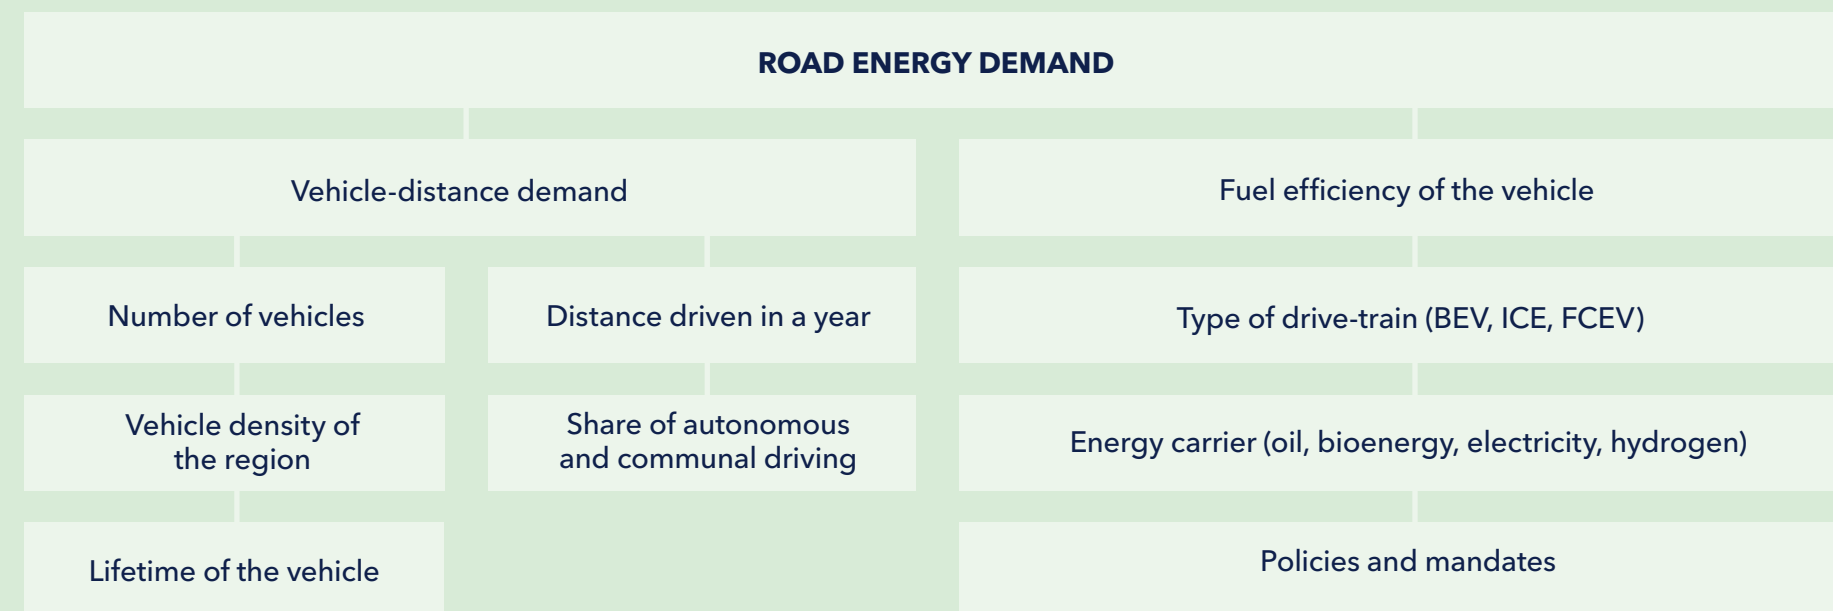 ROAD ENERGY DEMAND
Vehicle-distance demand
Fuel efficiency of the vehicle
Number of vehicles
Distance driven in a year
Type of drive-train (BEV, ICE, FCEV)
Vehicle density of
the region
Share of autonomous
and communal driving
Energy carrier (oil, bioenergy, electricity, hydrogen)
Lifetime of the vehicle
Policies and mandates